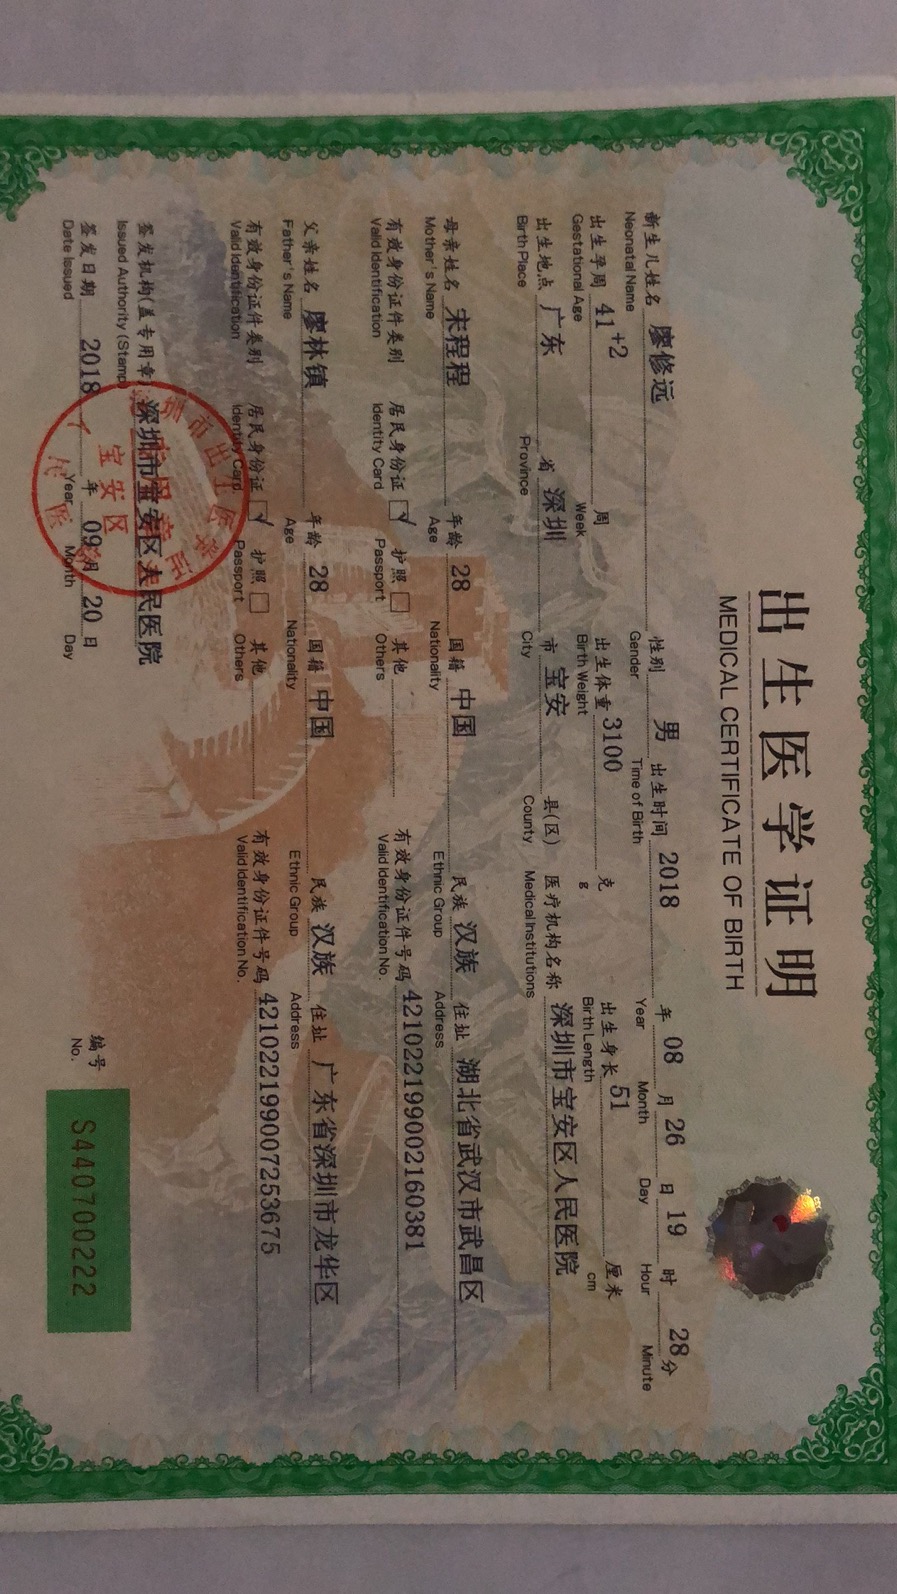 出生医学证明
MEDICAL CERTIFICATE OF BIRTH
新生儿姓名 廖修远 性别 男 出生时间 2018 年 08 月 26 日 19 时 28 分
Neonatal Name Gender Time of Birth Year Month Day Hour Minute
出生孕周 41+2 周 出生体重 3100 克 出生身长 51 厘米
Gestational Age Week Birth Weight g Birth Length cm
出生地点 广东 省 深圳 市 宝安 县(区) 医疗机构名称 深圳市宝安区人民医院
Birth Place Province City County Medical Institutions
母亲姓名 宋程程 年龄 28 国籍 中国 民族 汉族 住址 湖北省武汉市武昌区
Mother's Name Age Nationality Ethnic Group Address
有效身份证件类别 居民身份证 √ 护照 □ 其他 有效身份证件号码 421022199002160381
Valid Identification Identity Card Passport Others Valid Identification No.
父亲姓名 廖林镇 年龄 28 国籍 中国 民族 汉族 住址 广东省深圳市龙华区
Father's Name Age Nationality Ethnic Group Address
有效身份证件类别 居民身份证 √ 护照 □ 其他 有效身份证件号码 421022199007253675
Valid Identification Identity Card Passport Others Valid Identification No.
签发机构(盖专用章) 深圳市宝安区人民医院
Issued Authority (Stamp)
宝安区
签发日期 2018 年 09 月 20 日
Date Issued Year Month Day
编号 S440700222
No.